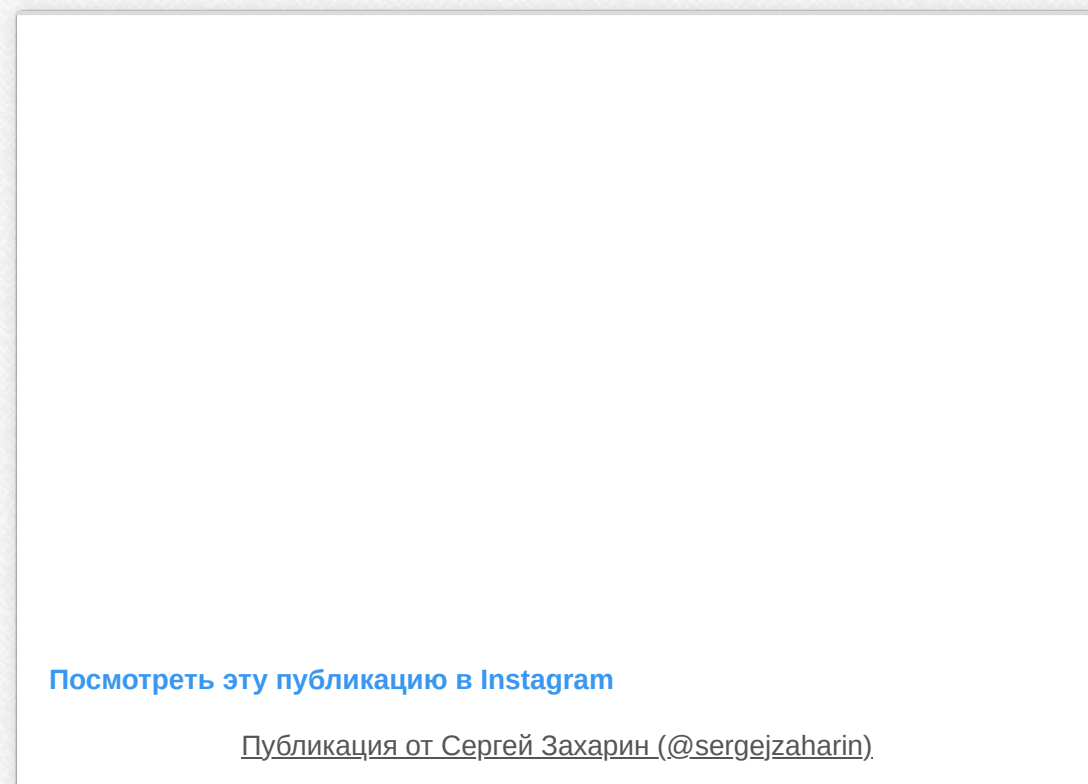 Посмотреть эту публикацию в Instagram
Публикация от Сергей Захарин (@sergejzaharin)